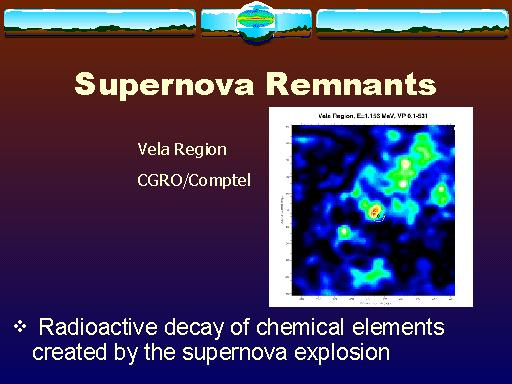 Supernova Remnants
Vela Region, E=1.156 MeV, VP 0.1-531
Vela Region
CGRO/Comptel
❖ Radioactive decay of chemical elements
created by the supernova explosion